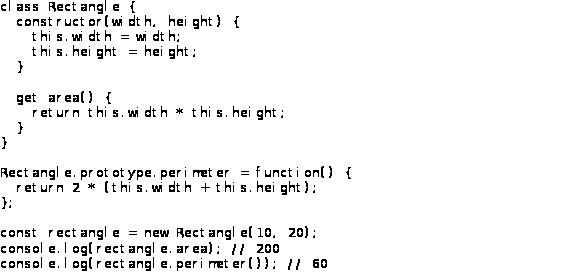 class Rectangle {
  constructor(width, height) {
    this.width = width;
    this.height = height;
  }

  get area() {
    return this.width * this.height;
  }
}

Rectangle.prototype.perimeter = function() {
  return 2 * (this.width + this.height);
};

const rectangle = new Rectangle(10, 20);
console.log(rectangle.area); // 200
console.log(rectangle.perimeter()); // 60